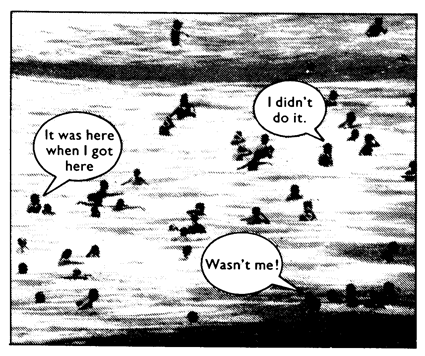 I didn't
do it.
It was here
when I got
here
Wasn't me!